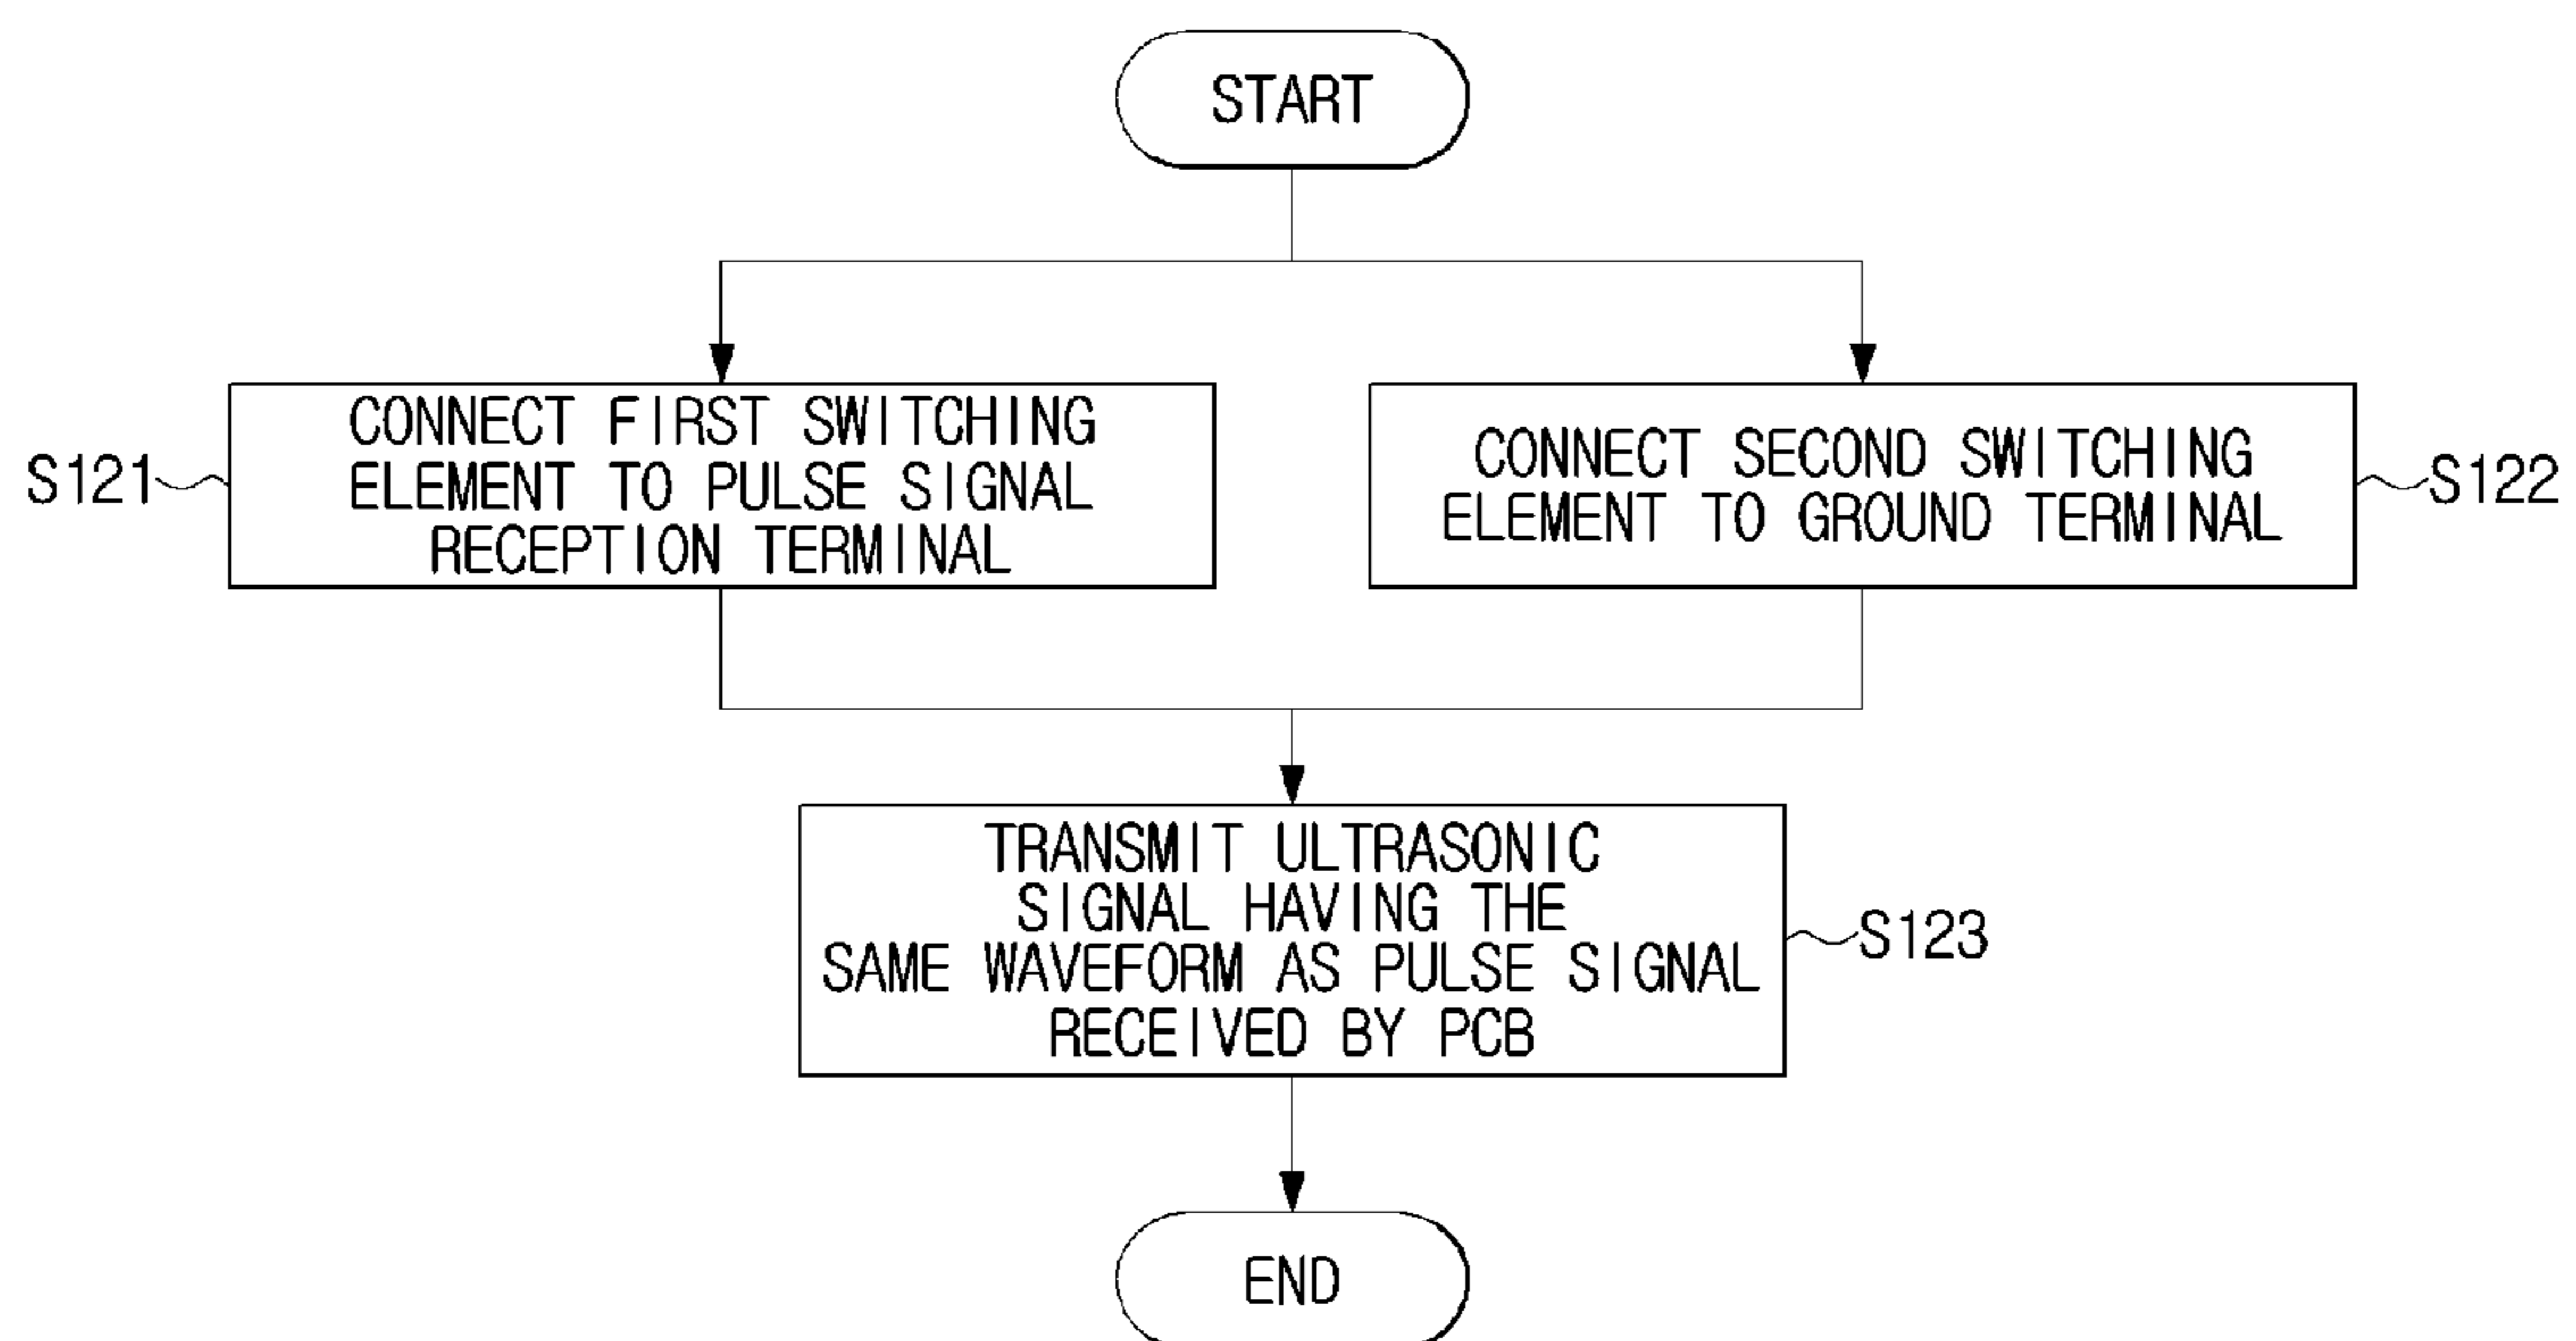 START
S121
CONNECT FIRST SWITCHING
ELEMENT TO PULSE SIGNAL
RECEPTION TERMINAL
CONNECT SECOND SWITCHING
ELEMENT TO GROUND TERMINAL
S122
TRANSMIT ULTRASONIC
SIGNAL HAVING THE
SAME WAVEFORM AS PULSE SIGNAL
RECEIVED BY PCB
S123
END